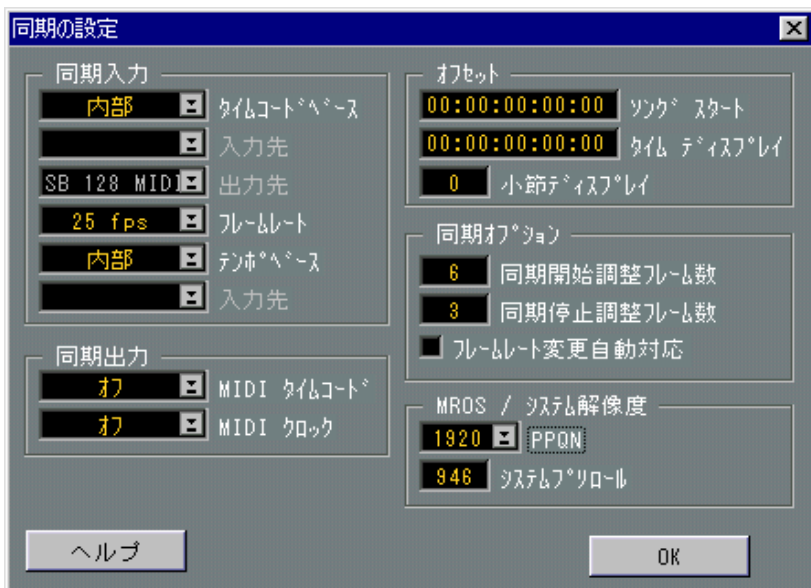 同期の設定
同期入力
内部 タイムコードベース
入力先
SB 128 MIDI 出力先
25 fps フレームレート
内部 テンポベース
入力先
同期出力
オフ MIDI タイムコード
オフ MIDI クロック
ヘルプ
オフセット
00:00:00:00:00 ソング スタート
00:00:00:00:00 タイム ディスプレイ
0 小節ディスプレイ
同期オプション
6 同期開始調整フレーム数
3 同期停止調整フレーム数
フレームレート変更自動対応
MROS / システム解像度
1920 PPQN
946 システムプリロール
OK